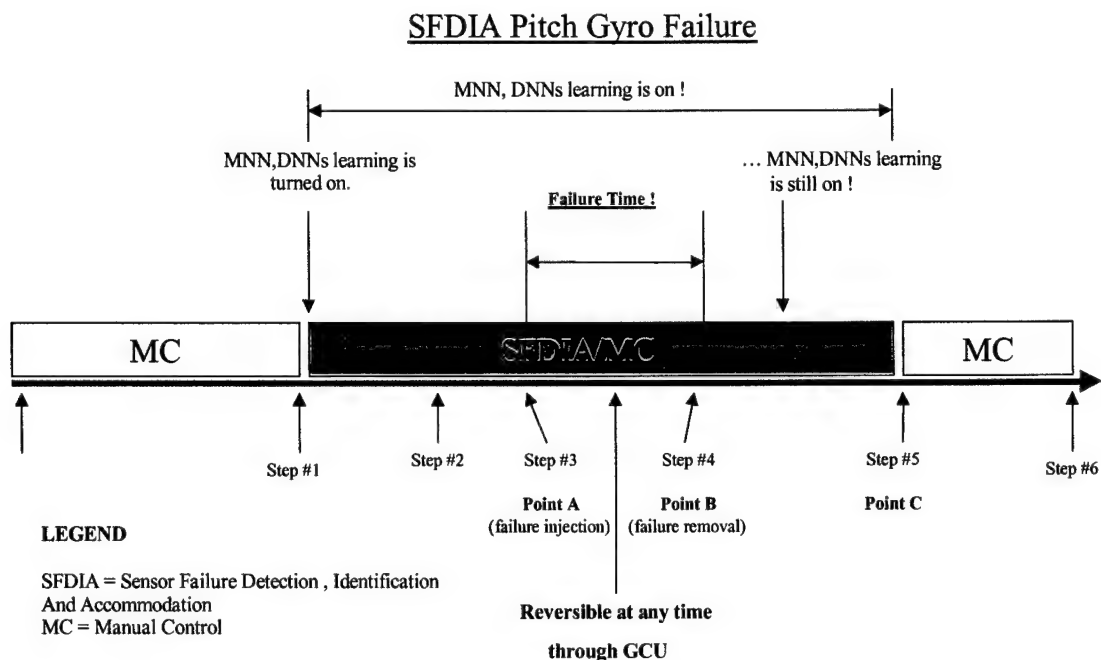 SFDIA Pitch Gyro Failure
MNN, DNNs learning is on !
MNN,DNNs learning is
turned on.
... MNN,DNNs learning
is still on !
Failure Time !
MC
SFDIA/MC
MC
Step #1
Step #2
Step #3
Step #4
Step #5
Step #6
Point A
(failure injection)
Point B
(failure removal)
Point C
LEGEND
SFDIA = Sensor Failure Detection , Identification
And Accommodation
MC = Manual Control
Reversible at any time
through GCU